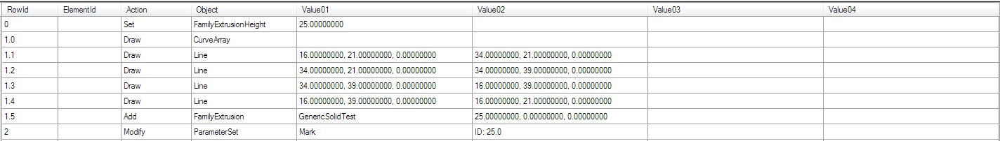 RowId ElementId Action Object Value01 Value02 Value03 Value04
0 Set FamilyExtrusionHeight 25.00000000
1.0 Draw CurveArray
1.1 Draw Line 16.00000000, 21.00000000, 0.00000000 34.00000000, 21.00000000, 0.00000000
1.2 Draw Line 34.00000000, 21.00000000, 0.00000000 34.00000000, 39.00000000, 0.00000000
1.3 Draw Line 34.00000000, 39.00000000, 0.00000000 16.00000000, 39.00000000, 0.00000000
1.4 Draw Line 16.00000000, 39.00000000, 0.00000000 16.00000000, 21.00000000, 0.00000000
1.5 Add FamilyExtrusion GenericSolidTest 25.00000000, 0.00000000, 0.00000000
2 Modify ParameterSet Mark ID: 25.0